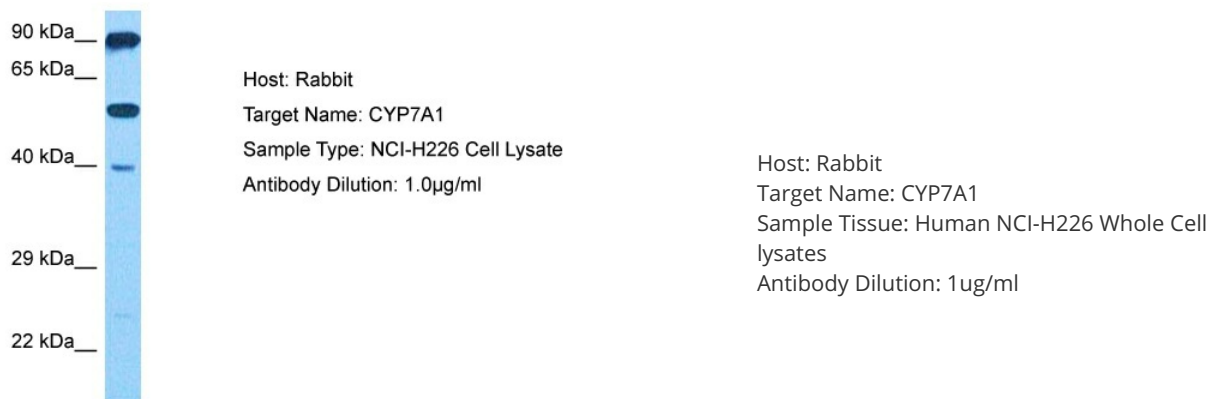 90 kDa__
65 kDa__
40 kDa__
29 kDa__
22 kDa__
Host: Rabbit
Target Name: CYP7A1
Sample Type: NCI-H226 Cell Lysate
Antibody Dilution: 1.0µg/ml
Host: Rabbit
Target Name: CYP7A1
Sample Tissue: Human NCI-H226 Whole Cell
lysates
Antibody Dilution: 1ug/ml